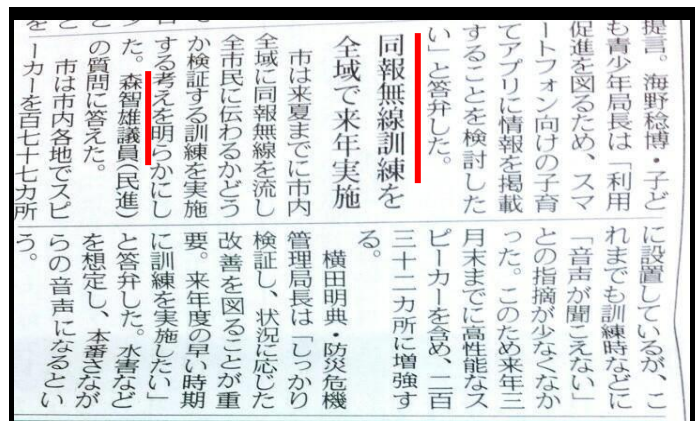 提言。海野稔博・子ど
も青少年局長は「利用
促進を図るため、スマ
ートフォン向けの子育
てアプリに情報を掲載
することを検討した
い」と答弁した。
同報無線訓練を
全域で来年実施
市は来夏までに市内
全域に同報無線を流し
全市民に伝わるかどう
か検証する訓練を実施
する考えを明らかにし
た。森智雄議員(民進)
の質問に答えた。
市は市内各地でスピ
ーカーを百七十七カ所
に設置しているが、こ
れまでも訓練時などに
「音声が聞こえない」
との指摘が少なくなか
った。このため来年三
月末までに高性能なス
ピーカーを含め、二百
三十二カ所に増強す
る。
横田明典・防災危機
管理局長は「しっかり
検証し、状況に応じた
改善を図ることが重
要。来年度の早い時期
に訓練を実施したい」
と答弁した。水害など
を想定し、本番さなが
らの音声になるとい
う。